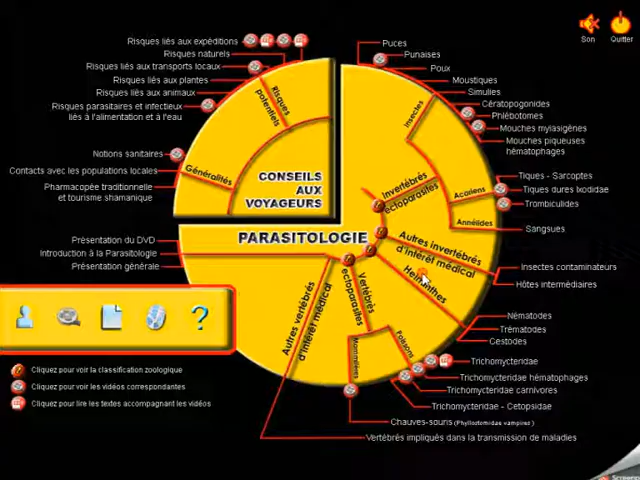 Risques liés aux expéditions
Risques naturels
Risques liés aux transports locaux
Risques liés aux plantes
Risques liés aux animaux
Risques parasitaires et infectieux
liés à l'alimentation et à l'eau
Risques
potentiels
Notions sanitaires
Contacts avec les populations locales
Pharmacopée traditionnelle
et tourisme shamanique
Généralités
CONSEILS
AUX
VOYAGEURS
Son
Quitter
Puces
Punaises
Poux
Moustiques
Simulies
Cératopogonides
Phlébotomes
Mouches myiasigènes
Mouches piqueuses
hématophages
Insectes
Invertébrés
ectoparasites
Acariens
Annélides
Tiques - Sarcoptes
Tiques dures Ixodidae
Trombiculides
Sangsues
PARASITOLOGIE
Présentation du DVD
Introduction à la Parasitologie
Présentation générale
Autres invertébrés
d'intérêt médical
Insectes contaminateurs
Hôtes intermédiaires
Helminthes
Nématodes
Trématodes
Cestodes
Vertébrés
ectoparasites
Poissons
Mammifères
Autres vertébrés
d'intérêt médical
Trichomycteridae
Trichomycteridae hématophages
Trichomycteridae carnivores
Trichomycteridae - Cetopsidae
Chauves-souris (Phyllostomidae vampires)
Vertébrés impliqués dans la transmission de maladies
?
Cliquez pour voir la classification zoologique
Cliquez pour voir les vidéos correspondantes
Cliquez pour lire les textes accompagnant les vidéos